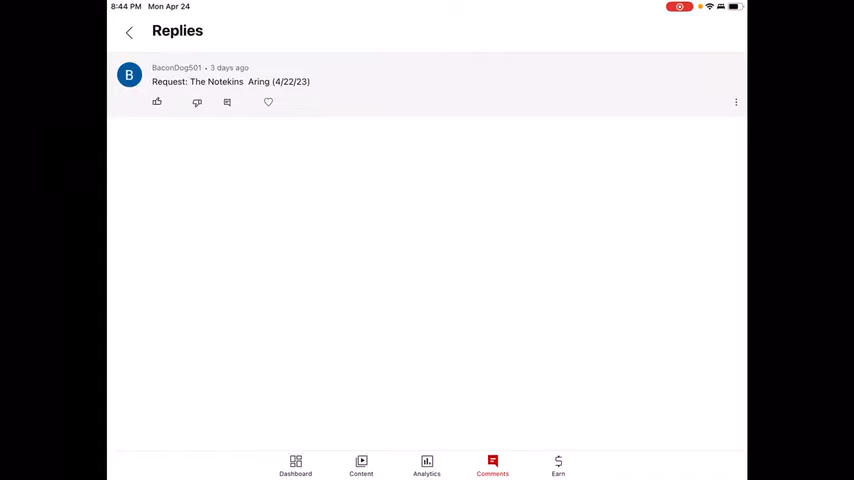 8:44 PM Mon Apr 24
Replies
B
BaconDog501 • 3 days ago
Request: The Notekins  Aring (4/22/23)
Dashboard
Content
Analytics
Comments
Earn